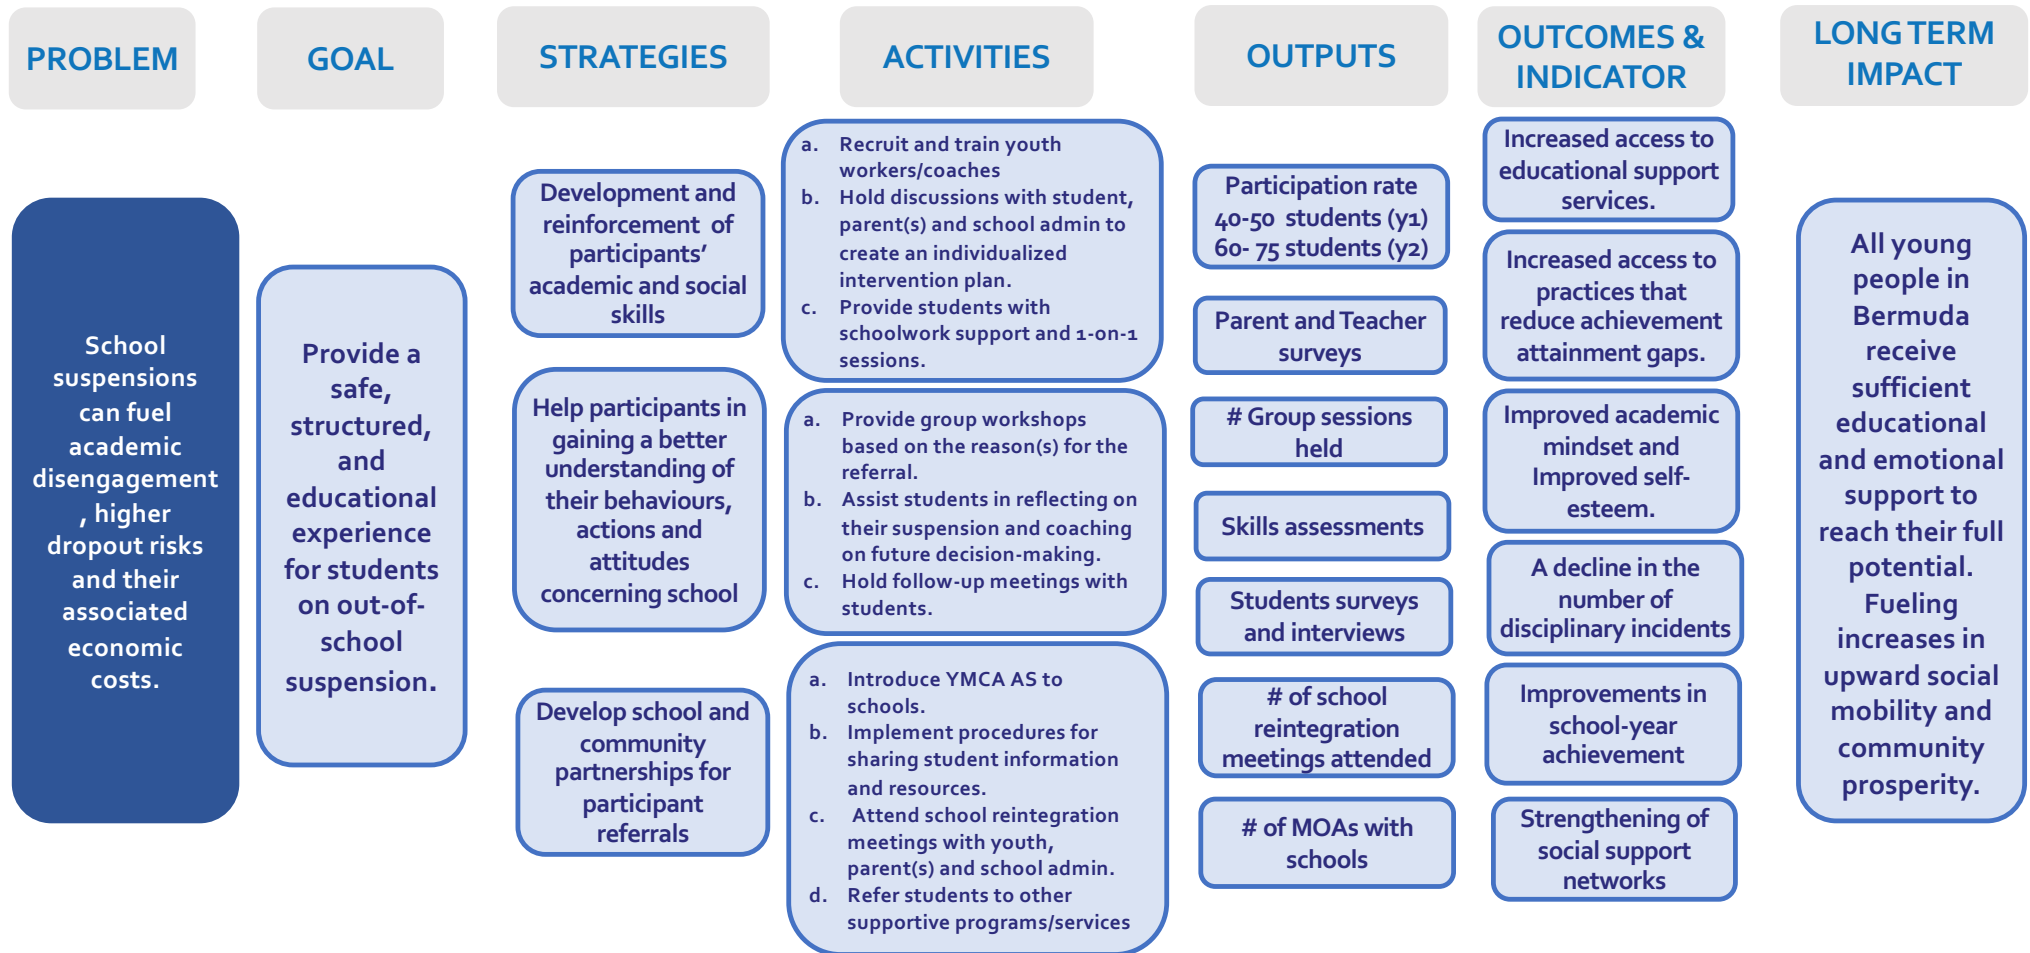 PROBLEM
GOAL
STRATEGIES
ACTIVITIES
OUTPUTS
OUTCOMES &
INDICATOR
LONG TERM
IMPACT
School
suspensions
can fuel
academic
disengagement
, higher
dropout risks
and their
associated
economic
costs.
Provide a
safe,
structured,
and
educational
experience
for students
on out-of-
school
suspension.
Development and
reinforcement of
participants’
academic and social
skills
Help participants in
gaining a better
understanding of
their behaviours,
actions and
attitudes
concerning school
Develop school and
community
partnerships for
participant
referrals
a. Recruit and train youth
workers/coaches
b. Hold discussions with student,
parent(s) and school admin to
create an individualized
intervention plan.
c. Provide students with
schoolwork support and 1-on-1
sessions.
a. Provide group workshops
based on the reason(s) for the
referral.
b. Assist students in reflecting on
their suspension and coaching
on future decision-making.
c. Hold follow-up meetings with
students.
a. Introduce YMCA AS to
schools.
b. Implement procedures for
sharing student information
and resources.
c. Attend school reintegration
meetings with youth,
parent(s) and school admin.
d. Refer students to other
supportive programs/services
Participation rate
40-50 students (y1)
60- 75 students (y2)
Parent and Teacher
surveys
# Group sessions
held
Skills assessments
Students surveys
and interviews
# of school
reintegration
meetings attended
# of MOAs with
schools
Increased access to
educational support
services.
Increased access to
practices that
reduce achievement
attainment gaps.
Improved academic
mindset and
Improved self-
esteem.
A decline in the
number of
disciplinary incidents
Improvements in
school-year
achievement
Strengthening of
social support
networks
All young
people in
Bermuda
receive
sufficient
educational
and emotional
support to
reach their full
potential.
Fueling
increases in
upward social
mobility and
community
prosperity.